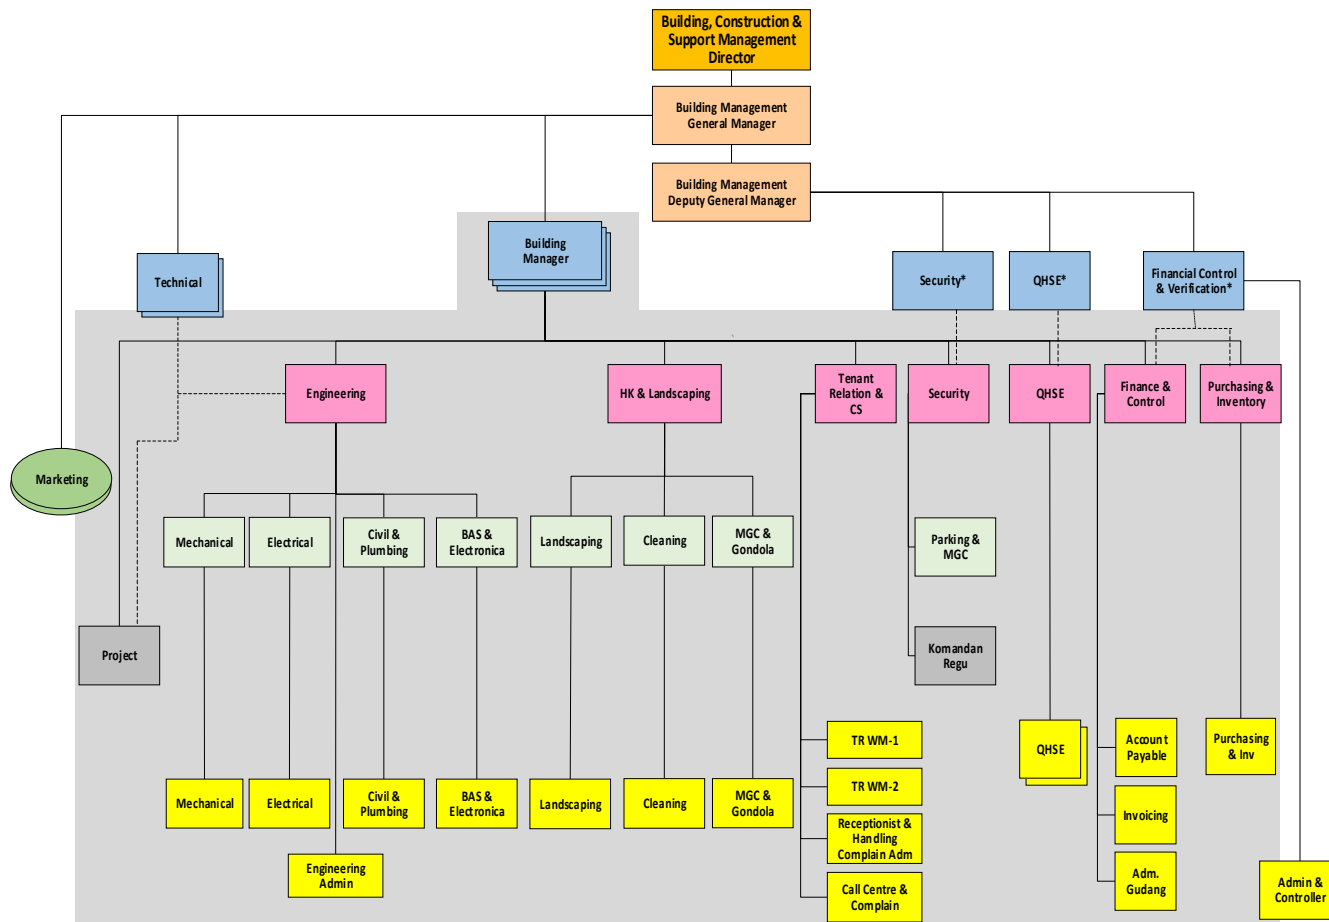 Building, Construction &
Support Management
Director
Building Management
General Manager
Building Management
Deputy General Manager
Technical
Building
Manager
Security*
QHSE*
Financial Control
& Verification*
Engineering
HK & Landscaping
Tenant
Relation &
CS
Security
QHSE
Finance &
Control
Purchasing &
Inventory
Marketing
Mechanical
Electrical
Civil &
Plumbing
BAS &
Electronica
Landscaping
Cleaning
MGC &
Gondola
Parking &
MGC
Project
Komandan
Regu
TR WM-1
TR WM-2
Receptionist &
Handling
Complain Adm
Call Centre &
Complain
QHSE
Account
Payable
Invoicing
Adm.
Gudang
Purchasing
& Inv
Mechanical
Electrical
Civil &
Plumbing
BAS &
Electronica
Landscaping
Cleaning
MGC &
Gondola
Engineering
Admin
Admin &
Controller